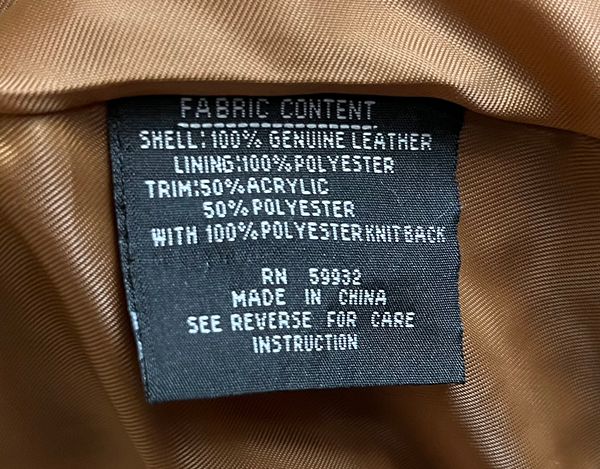 FABRIC CONTENT
SHELL:100% GENUINE LEATHER
LINING:100%POLYESTER
TRIM:50%ACRYLIC
50%POLYESTER
WITH 100%POLYESTER KNIT BACK
RN 59932
MADE IN CHINA
SEE REVERSE FOR CARE
INSTRUCTION